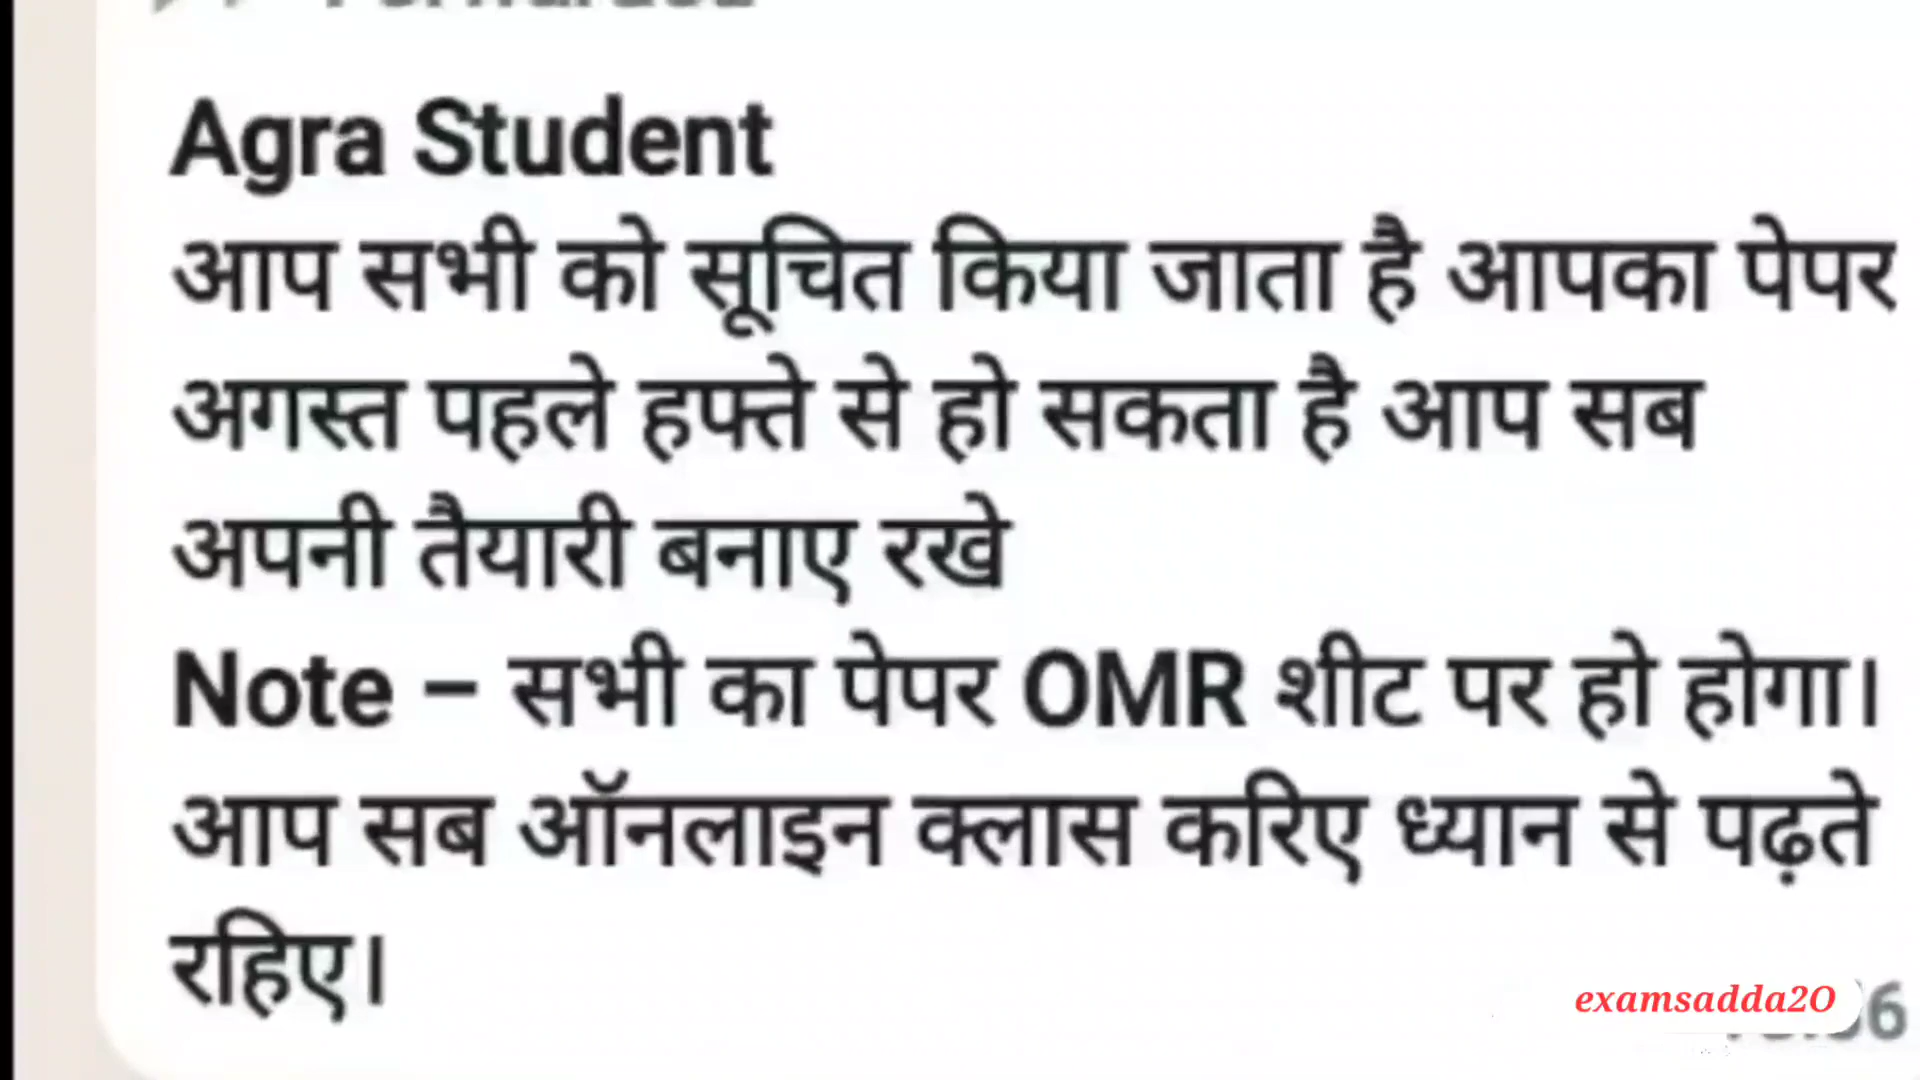 Agra Student
आप सभी को सूचित किया जाता है आपका पेपर
अगस्त पहले हफ्ते से हो सकता है आप सब
अपनी तैयारी बनाए रखे
Note – सभी का पेपर OMR शीट पर हो होगा।
आप सब ऑनलाइन क्लास करिए ध्यान से पढ़ते
रहिए।
examsadda20